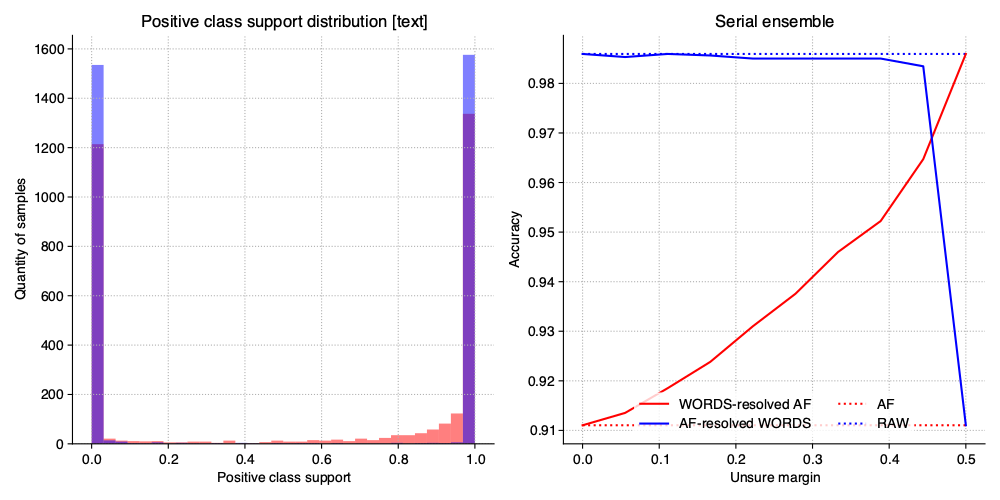 Positive class support distribution [text]
1600
1400
1200
1000
800
600
400
200
0
Quantity of samples
0.0 0.2 0.4 0.6 0.8 1.0
Positive class support
Serial ensemble
0.98
0.97
0.96
0.95
0.94
0.93
0.92
0.91
Accuracy
WORDS-resolved AF
AF-resolved WORDS
AF
RAW
0.0 0.1 0.2 0.3 0.4 0.5
Unsure margin